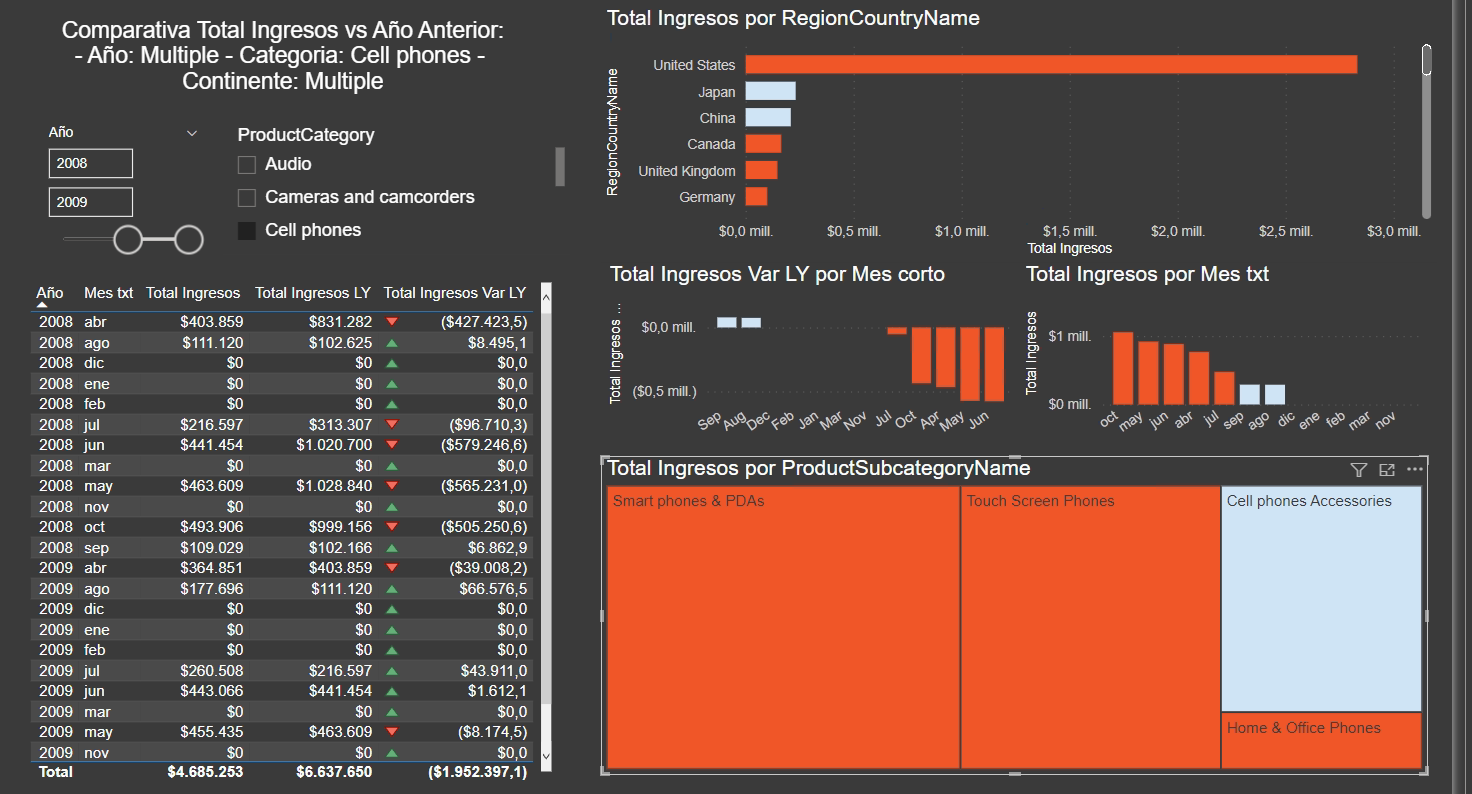 Comparativa Total Ingresos vs Año Anterior:
- Año: Multiple - Categoria: Cell phones -
Continente: Multiple
Año
2008
2009
ProductCategory
Audio
Cameras and camcorders
Cell phones
Año Mes txt Total Ingresos Total Ingresos LY Total Ingresos Var LY
2008 abr $403.859 $831.282 ($427.423,5)
2008 ago $111.120 $102.625 $8.495,1
2008 dic $0 $0 $0,0
2008 ene $0 $0 $0,0
2008 feb $0 $0 $0,0
2008 jul $216.597 $313.307 ($96.710,3)
2008 jun $441.454 $1.020.700 ($579.246,6)
2008 mar $0 $0 $0,0
2008 may $463.609 $1.028.840 ($565.231,0)
2008 nov $0 $0 $0,0
2008 oct $493.906 $999.156 ($505.250,6)
2008 sep $109.029 $102.166 $6.862,9
2009 abr $364.851 $403.859 ($39.008,2)
2009 ago $177.696 $111.120 $66.576,5
2009 dic $0 $0 $0,0
2009 ene $0 $0 $0,0
2009 feb $0 $0 $0,0
2009 jul $260.508 $216.597 $43.911,0
2009 jun $443.066 $441.454 $1.612,1
2009 mar $0 $0 $0,0
2009 may $455.435 $463.609 ($8.174,5)
2009 nov $0 $0 $0,0
Total $4.685.253 $6.637.650 ($1.952.397,1)
Total Ingresos por RegionCountryName
RegionCountryName
United States
Japan
China
Canada
United Kingdom
Germany
$0,0 mill. $0,5 mill. $1,0 mill. $1,5 mill. $2,0 mill. $2,5 mill. $3,0 mill.
Total Ingresos
Total Ingresos Var LY por Mes corto
Total Ingresos ...
$0,0 mill.
($0,5 mill.)
Sep Aug Dec Feb Jan Mar Nov Jul Oct Apr May Jun
Total Ingresos por Mes txt
Total Ingresos
$1 mill.
$0 mill.
oct may jun abr jul sep ago dic ene feb mar nov
Total Ingresos por ProductSubcategoryName
Smart phones & PDAs
Touch Screen Phones
Cell phones Accessories
Home & Office Phones